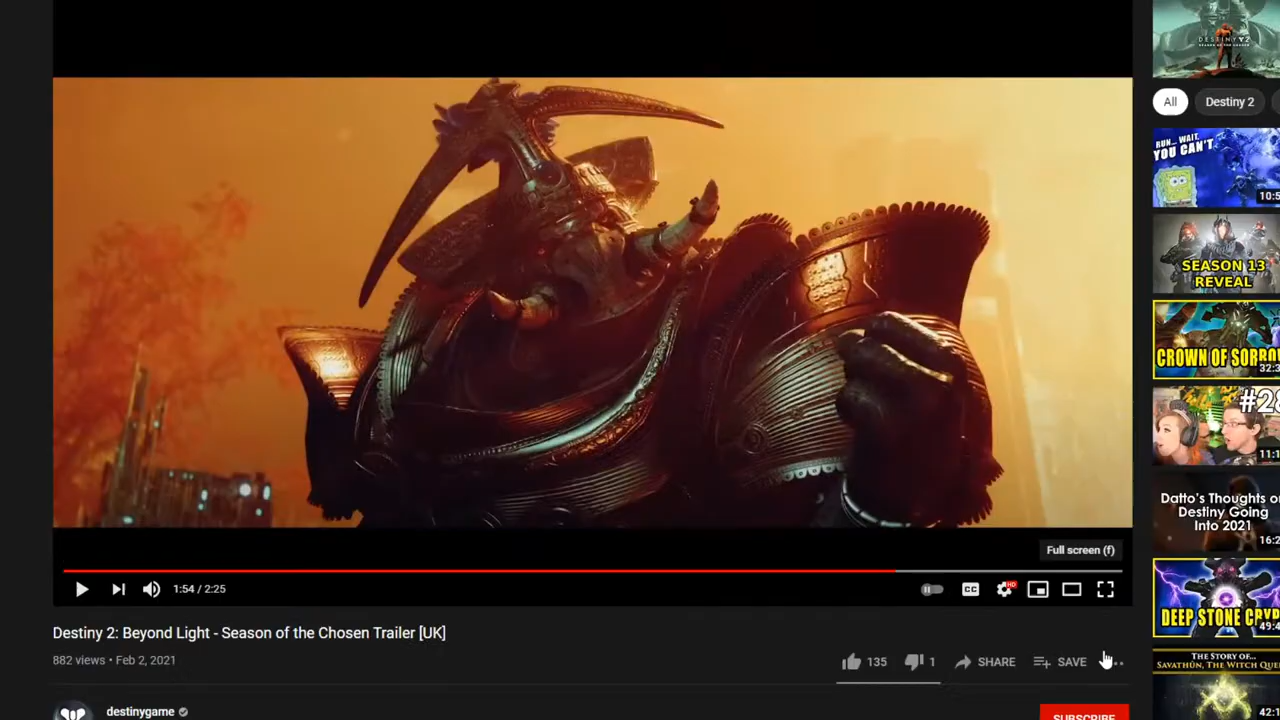 DESTINY 2
All
Destiny 2
RUN... WAIT,
YOU CAN'T
10:5
SEASON 13
REVEAL
CROWN OF SORRO
32:3
#28
11:1
Datto's Thoughts o
Destiny Going
Into 2021
16:2
DEEP STONE CRYP
49:4
THE STORY OF...
SAVATHÛN, THE WITCH QUE
42:1
Full screen (f)
1:54 / 2:25
CC
HD
Destiny 2: Beyond Light - Season of the Chosen Trailer [UK]
882 views • Feb 2, 2021
135
1
SHARE
SAVE
destinygame
SUBSCRIBE